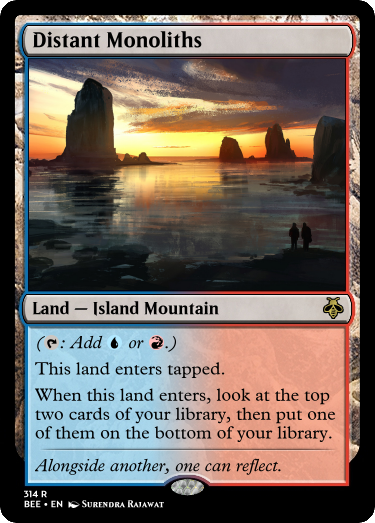 Distant Monoliths
Land — Island Mountain
(: Add or .)
This land enters tapped.
When this land enters, look at the top
two cards of your library, then put one
of them on the bottom of your library.
Alongside another, one can reflect.
314 R
BEE • EN Surendra Rajawat